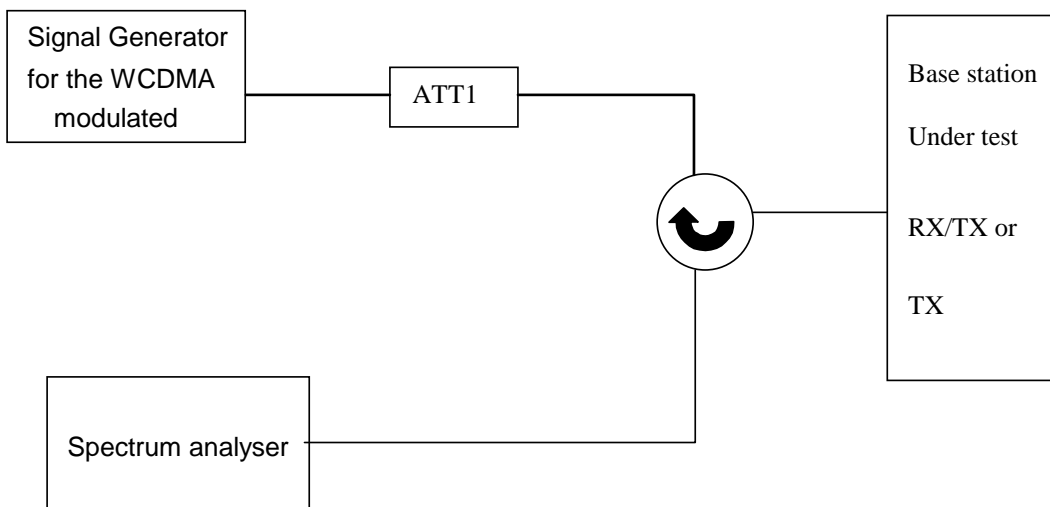 Signal Generator
for the WCDMA
modulated
ATT1
Base station
Under test
RX/TX or
TX
Spectrum analyser